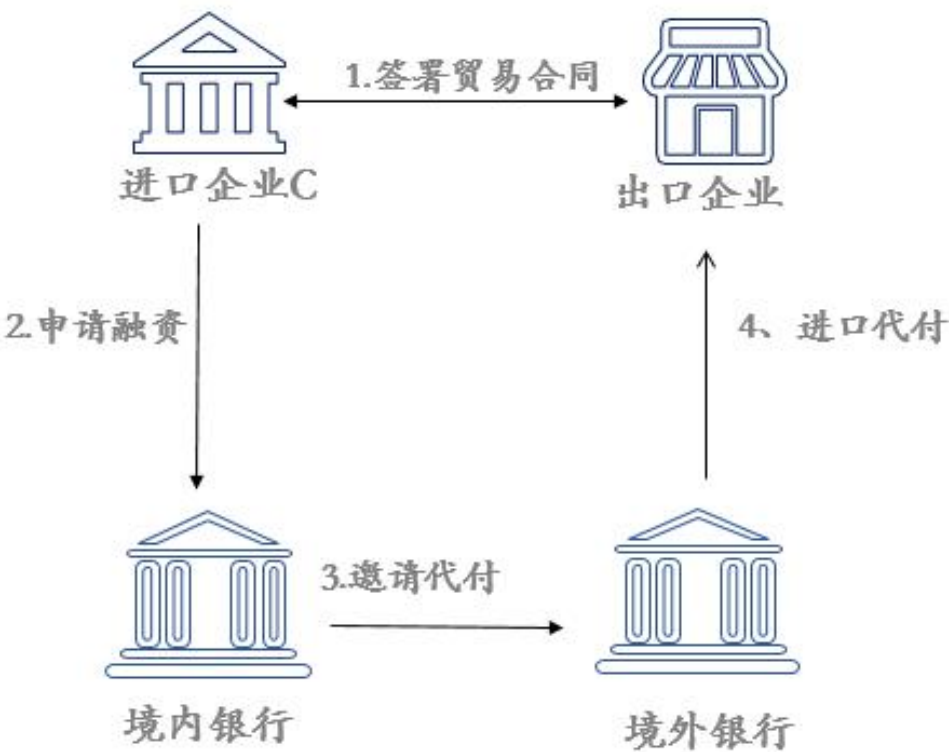 1.签署贸易合同
进口企业C
出口企业
2.申请融资
4、进口代付
3.邀请代付
境内银行
境外银行